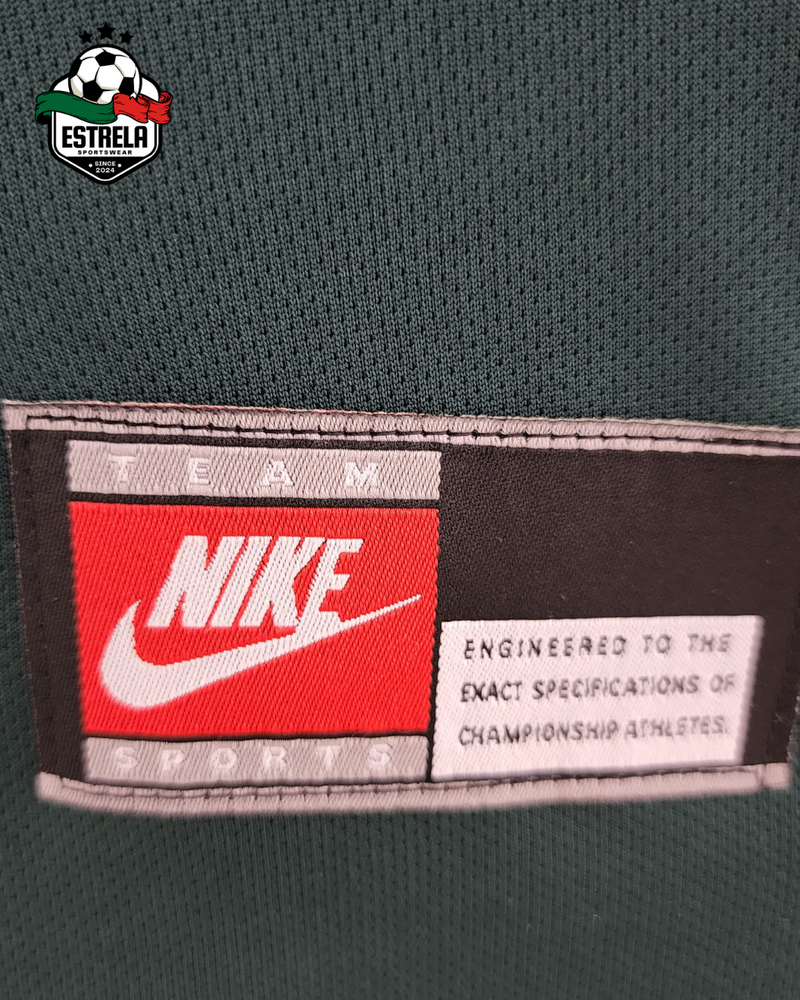 ESTRELA
SPORTSWEAR
SINCE
2024
TEAM
NIKE
SPORTS
ENGINEERED TO THE
EXACT SPECIFICATIONS OF
CHAMPIONSHIP ATHLETES.